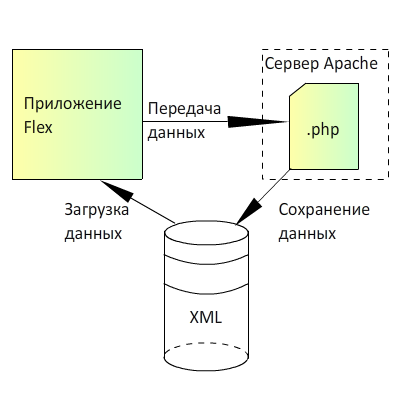 Сервер Apache
Приложение
Flex
Передача
данных
.php
Загрузка
данных
Сохранение
данных
XML